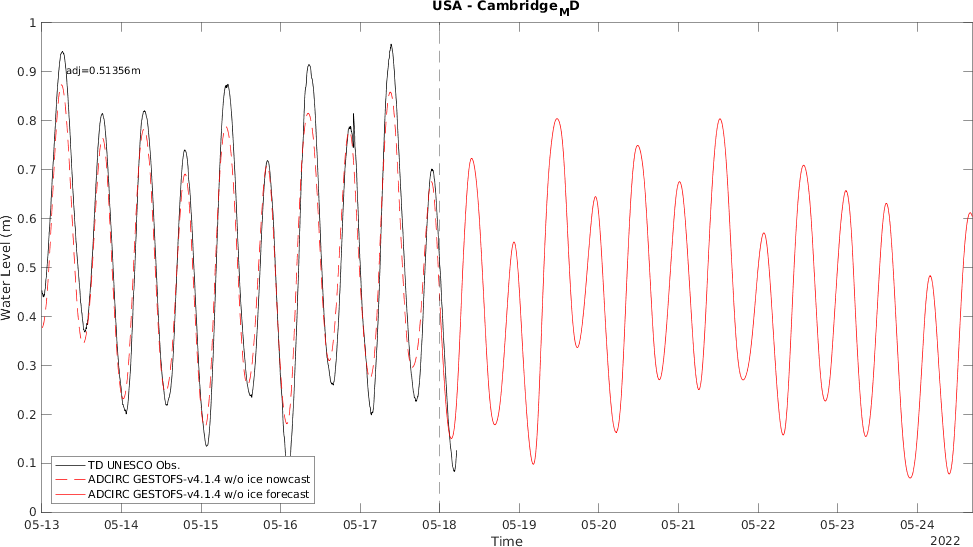 USA - Cambridge_MD
1
0.9
adj=0.51356m
0.8
0.7
0.6
0.5
0.4
0.3
0.2
0.1
0
Water Level (m)
TD UNESCO Obs.
ADCIRC GESTOFS-v4.1.4 w/o ice nowcast
ADCIRC GESTOFS-v4.1.4 w/o ice forecast
05-13 05-14 05-15 05-16 05-17 05-18 05-19 05-20 05-21 05-22 05-23 05-24
Time
2022